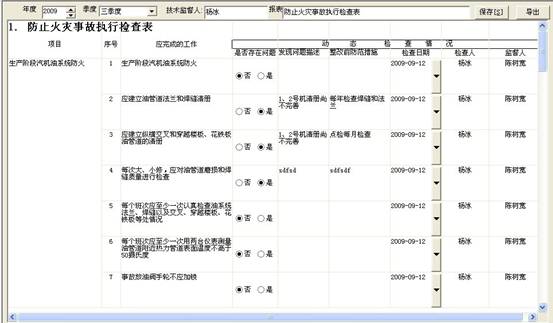 年度 2009 季度 三季度 技术监督人: 杨冰 报表 防止火灾事故执行检查表 保存(S) 导出
1. 防止火灾事故执行检查表
项目 序号 应完成的工作 动 态 检 查 情 况
是否存在问题 发现问题描述 整改前防范措施 检查日期 检查人 监督人
生产阶段汽机油系统防火 1 生产阶段汽机油系统防火 否 是 2009-09-12 杨冰 陈树宽
2 应建立油管道法兰和焊缝清册 否 是 1、2号机清册尚不完善 每年检查焊缝和法兰 2009-09-12 杨冰 陈树宽
3 应建立纵横交叉和穿越楼板、花铁板油管道的清册 否 是 1、2号机清册尚不完善 点检每月检查 2009-09-12 杨冰 陈树宽
4 每次大、小修，应对油管道磨损和焊缝质量进行检查 否 是 sdfsd sdfsdf 2009-09-12 杨冰 陈树宽
5 每个班次应至少一次认真检查油系统法兰、焊缝以及交叉、穿越楼板、花铁板等处情况 否 是 2009-09-12 杨冰 陈树宽
6 每个班次应至少一次用两台仪表测量油管道附近热力管道表面温度不高于50摄氏度 否 是 2009-09-12 杨冰 陈树宽
7 事故放油阀手轮不应加锁 否 是 2009-09-12 杨冰 陈树宽